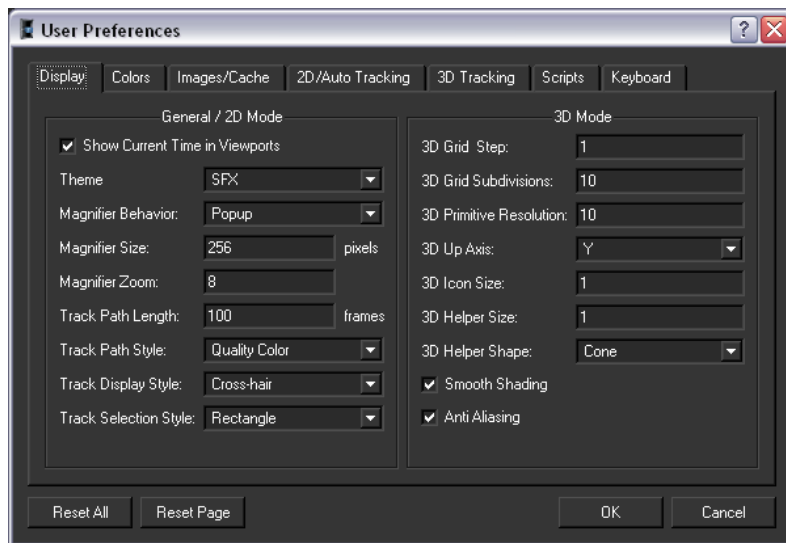 User Preferences
Display
Colors
Images/Cache
2D/Auto Tracking
3D Tracking
Scripts
Keyboard
General / 2D Mode
Show Current Time in Viewports
Theme
SFX
Magnifier Behavior:
Popup
Magnifier Size:
256
pixels
Magnifier Zoom:
8
Track Path Length:
100
frames
Track Path Style:
Quality Color
Track Display Style:
Cross-hair
Track Selection Style:
Rectangle
3D Mode
3D Grid Step:
1
3D Grid Subdivisions:
10
3D Primitive Resolution:
10
3D Up Axis:
Y
3D Icon Size:
1
3D Helper Size:
1
3D Helper Shape:
Cone
Smooth Shading
Anti Aliasing
Reset All
Reset Page
OK
Cancel